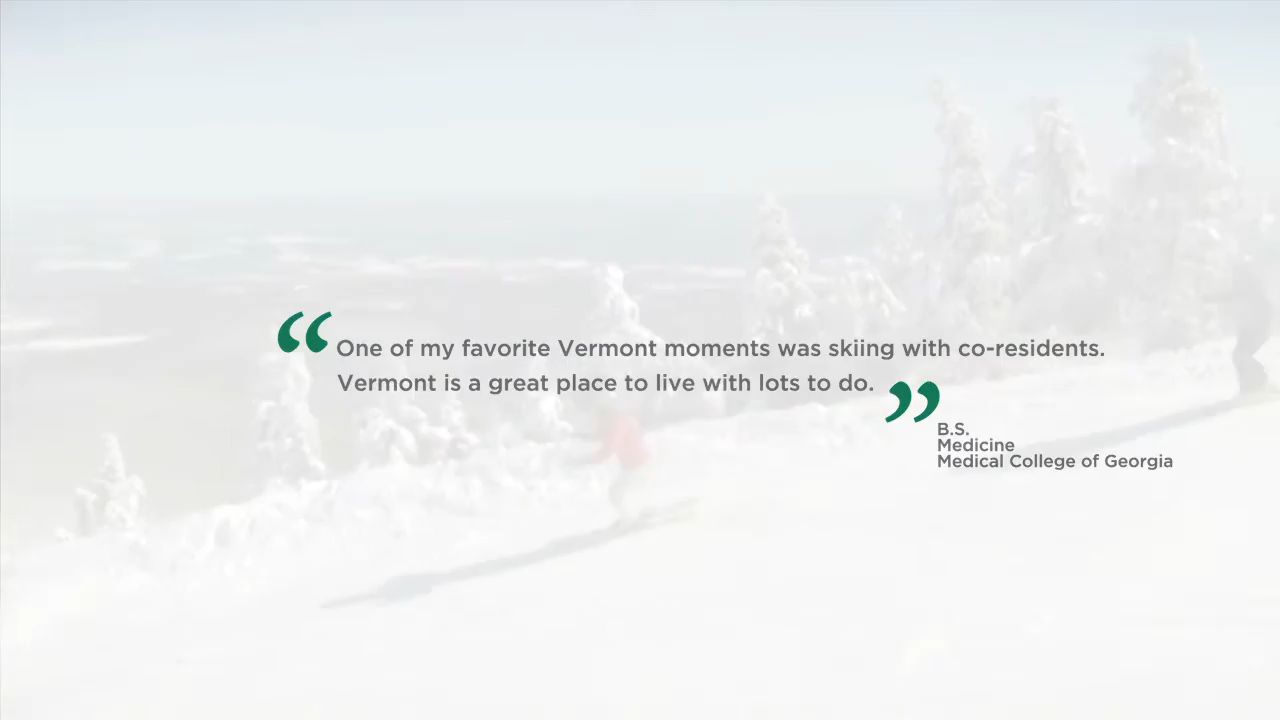 “One of my favorite Vermont moments was skiing with co-residents.
Vermont is a great place to live with lots to do.”
B.S.
Medicine
Medical College of Georgia